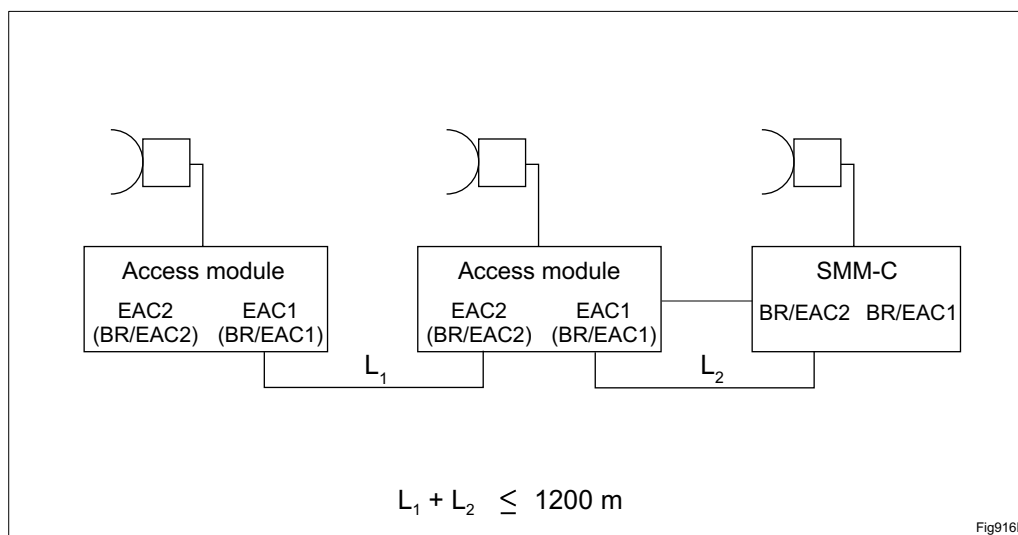 Access module
EAC2 EAC1
(BR/EAC2) (BR/EAC1)
Access module
EAC2 EAC1
(BR/EAC2) (BR/EAC1)
SMM-C
BR/EAC2 BR/EAC1
L1
L2
L1 + L2 ≤ 1200 m